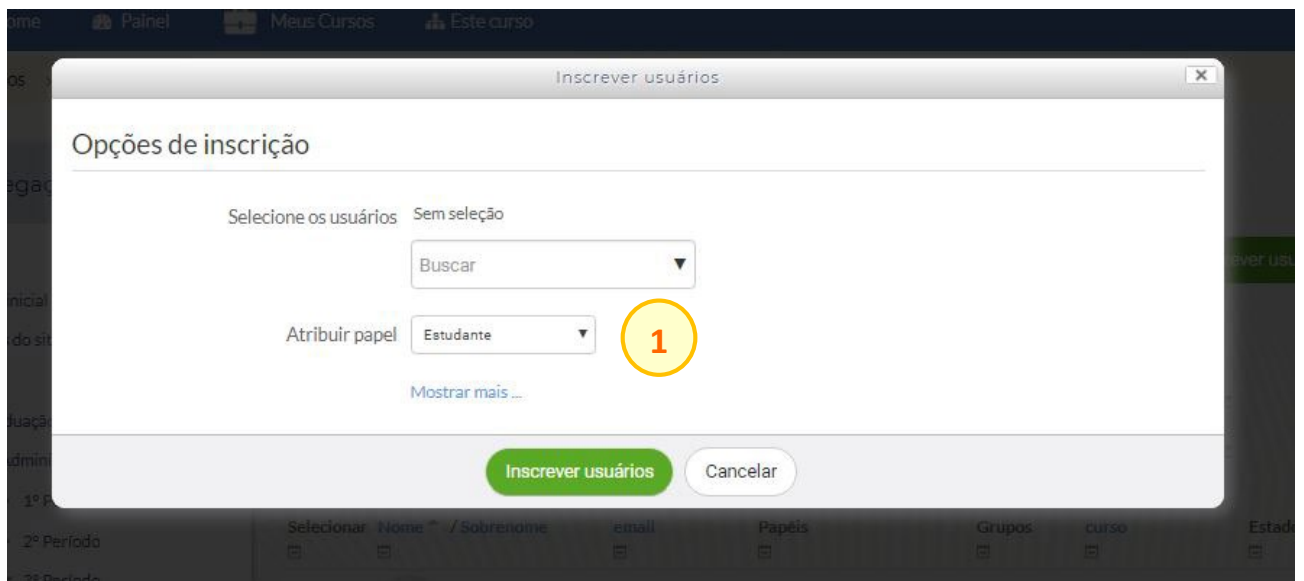 Painel Meus Cursos Este curso
Inscrever usuários
Opções de inscrição
Selecione os usuários Sem seleção
Buscar
Atribuir papel Estudante 1
Mostrar mais ...
Inscrever usuários Cancelar
Selecionar Nome / Sobrenome email Papéis Grupos curso
2º Período